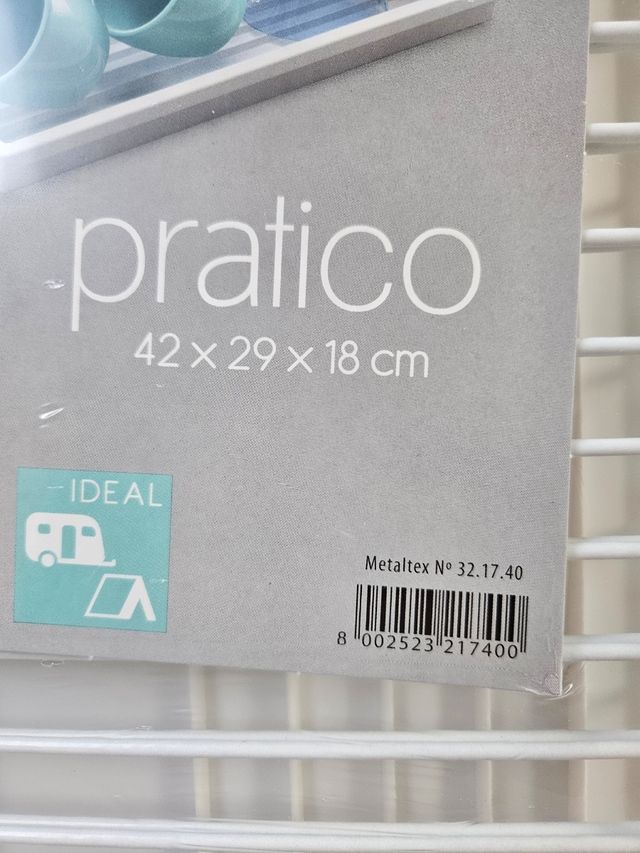 pratico
42 x 29 x 18 cm
IDEAL
Metaltex Nº 32.17.40
8 002523 217400